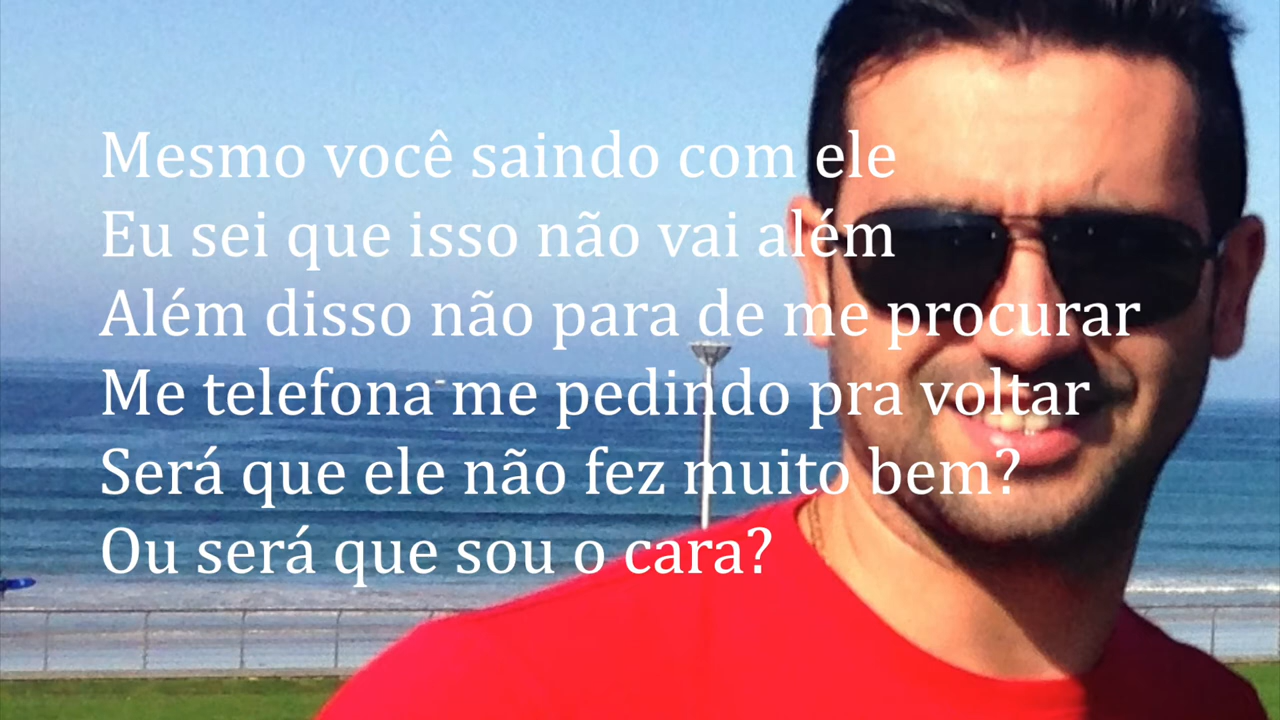 Mesmo você saindo com ele
Eu sei que isso não vai além
Além disso não para de me procurar
Me telefona me pedindo pra voltar
Será que ele não fez muito bem?
Ou será que sou o cara?